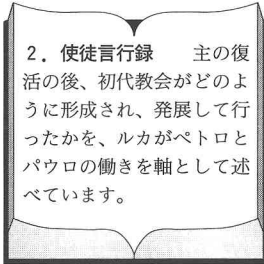 ２．使徒言行録　　主の復
活の後、初代教会がどのよ
うに形成され、発展して行
ったかを、ルカがペトロと
パウロの働きを軸として述
べています。